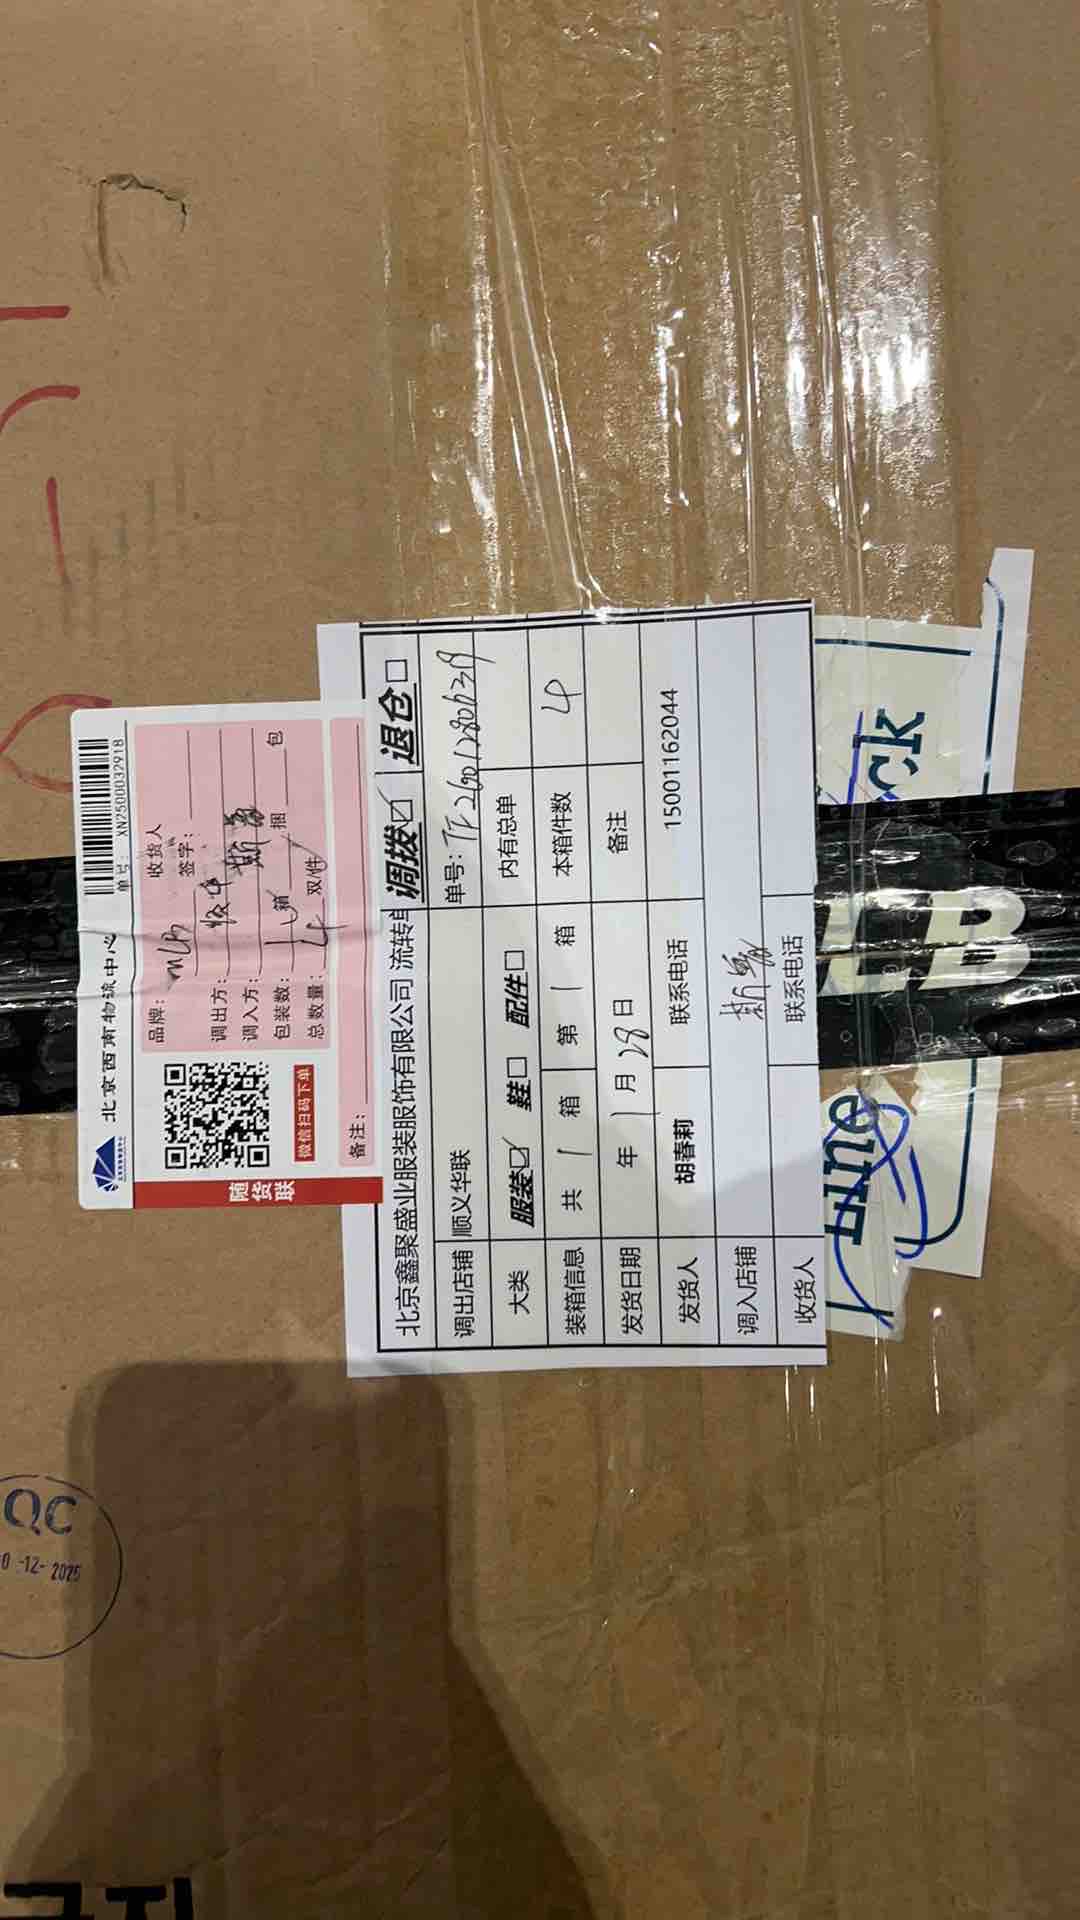 北京西南物流中心
单号: XN2500032918
品牌: MLB
收货人
签字:
调出方:
调入方:
包装数: 1 箱 捆 包
总数量: 4 双/件
微信扫码下单
备注:
随货联
北京鑫聚盛业服装服饰有限公司 流转单
调拨☑ 退仓□
调出店铺 顺义华联
单号:
大类 服装☑ 鞋□ 配件□
内有总单
装箱信息 共 1 箱 第 1 箱
本箱件数 4
发货日期 年 1 月 28 日
备注
发货人 胡春莉 联系电话 15001162044
调入店铺
收货人 联系电话
QC
-12- 2025